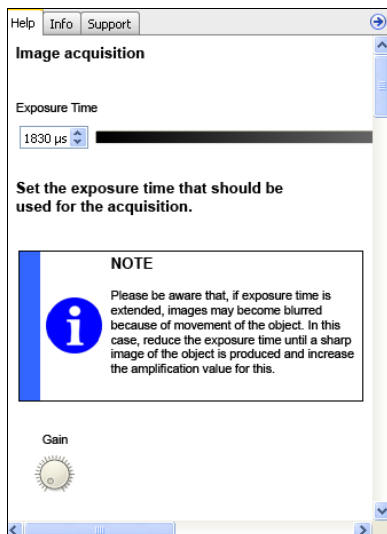 Help Info Support
Image acquisition
Exposure Time
1830 µs
Set the exposure time that should be
used for the acquisition.
NOTE
Please be aware that, if exposure time is
extended, images may become blurred
because of movement of the object. In this
case, reduce the exposure time until a sharp
image of the object is produced and increase
the amplification value for this.
Gain